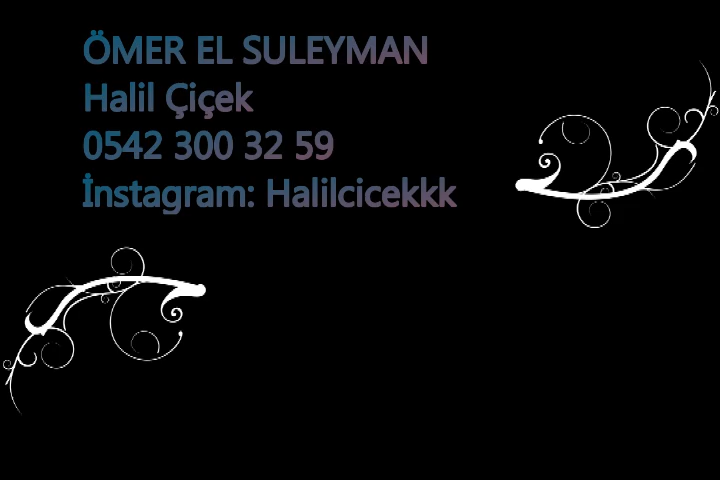 ÖMER EL SULEYMAN
Halil Çiçek
0542 300 32 59
İnstagram: Halilcicekkk